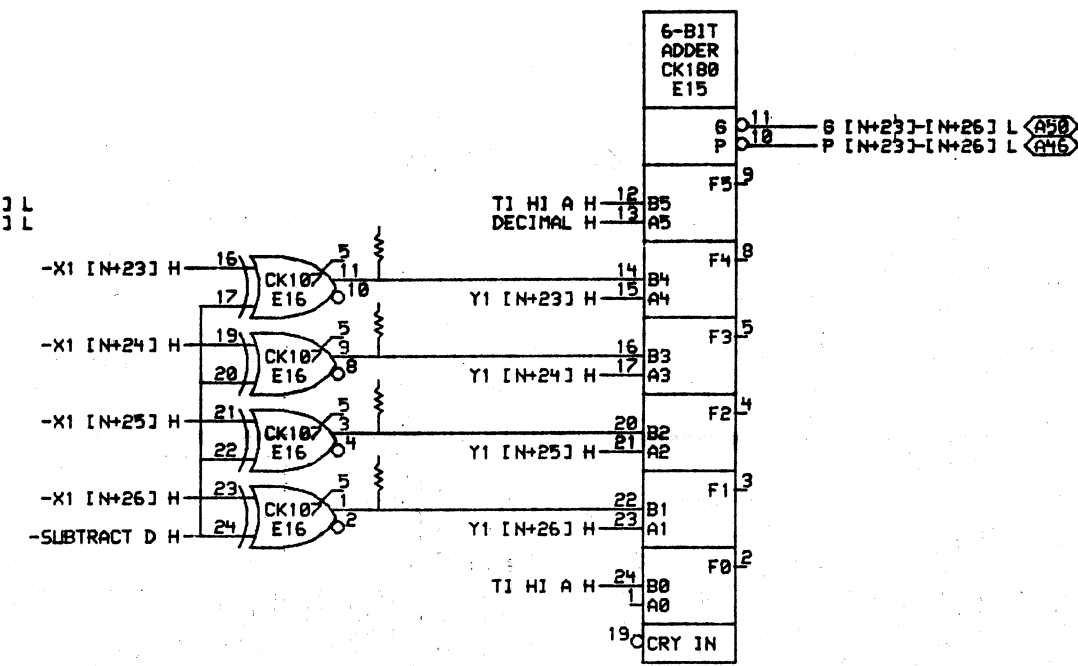 6-BIT
ADDER
CK180
E15
G 11 G [N+23]-[N+26] L A50
P 10 P [N+23]-[N+26] L A46
F5 9
] L
] L
TI HI A H 12 B5
DECIMAL H 13 A5
F4 8
-X1 [N+23] H 16 CK107 E16 5 11 10
17
14 B4
Y1 [N+23] H 15 A4
F3 5
-X1 [N+24] H 19 CK107 E16 5 9 8
20
16 B3
Y1 [N+24] H 17 A3
F2 4
-X1 [N+25] H 21 CK107 E16 5 3 4
22
20 B2
Y1 [N+25] H 21 A2
F1 3
-X1 [N+26] H 23 CK107 E16 5 1 2
-SUBTRACT D H 24
22 B1
Y1 [N+26] H 23 A1
F0 2
TI HI A H 24 B0
1 A0
19 CRY IN